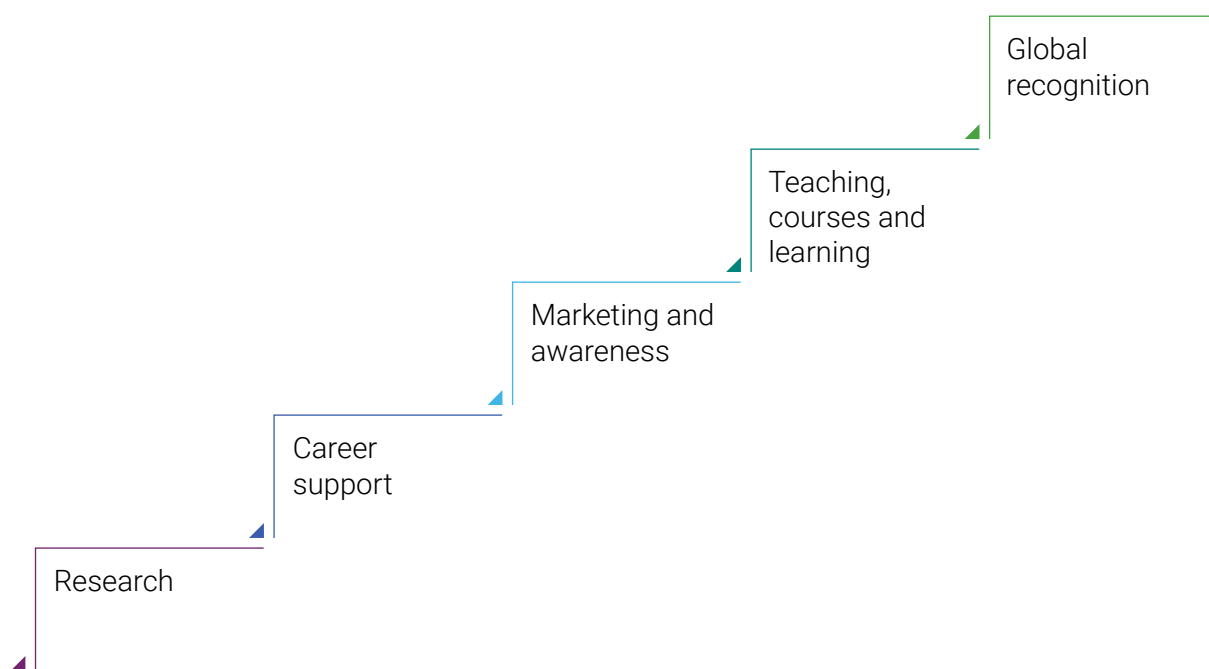 Global
recognition
Teaching,
courses and
learning
Marketing and
awareness
Career
support
Research